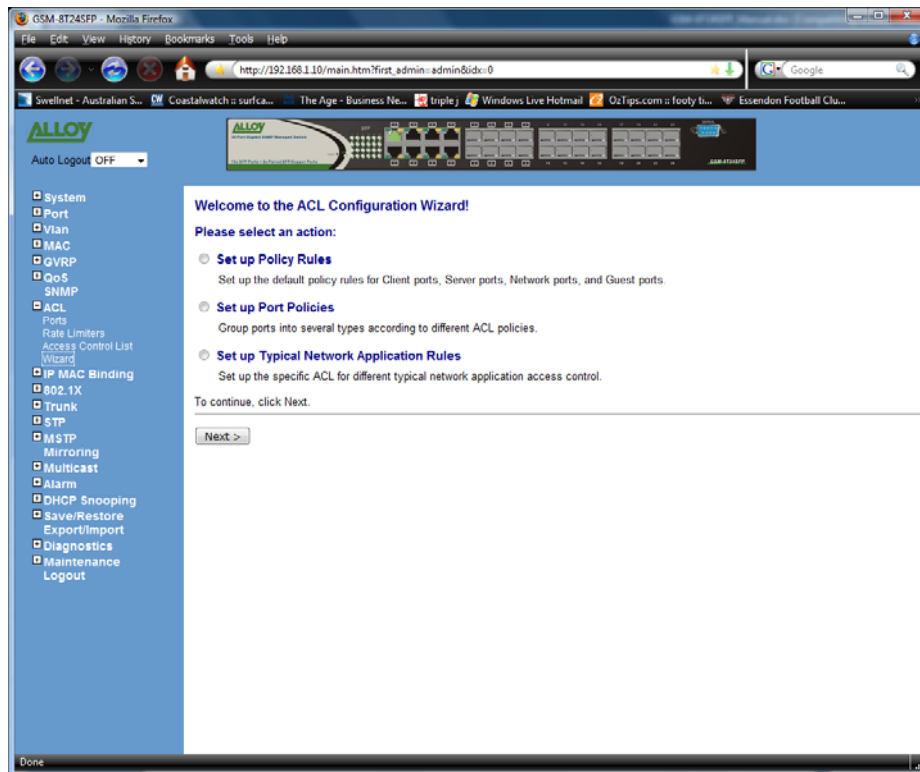 GSM-8T24SFP - Mozilla Firefox
File Edit View History Bookmarks Tools Help
http://192.168.1.10/main.htm?first_admin=admin&idx=0
Google
Swellnet - Australian S... CW Coastalwatch :: surfca... The Age - Business Ne... triple j Windows Live Hotmail OzTips.com :: footy ti... Essendon Football Clu...
ALLOY
Auto Logout OFF
ALLOY
SFP
System
Port
Vlan
MAC
GVRP
QoS
SNMP
ACL
Ports
Rate Limiters
Access Control List
Wizard
IP MAC Binding
802.1X
Trunk
STP
MSTP
Mirroring
Multicast
Alarm
DHCP Snooping
Save/Restore
Export/Import
Diagnostics
Maintenance
Logout
Welcome to the ACL Configuration Wizard!
Please select an action:
Set up Policy Rules
Set up the default policy rules for Client ports, Server ports, Network ports, and Guest ports.
Set up Port Policies
Group ports into several types according to different ACL policies.
Set up Typical Network Application Rules
Set up the specific ACL for different typical network application access control.
To continue, click Next.
Next >
Done